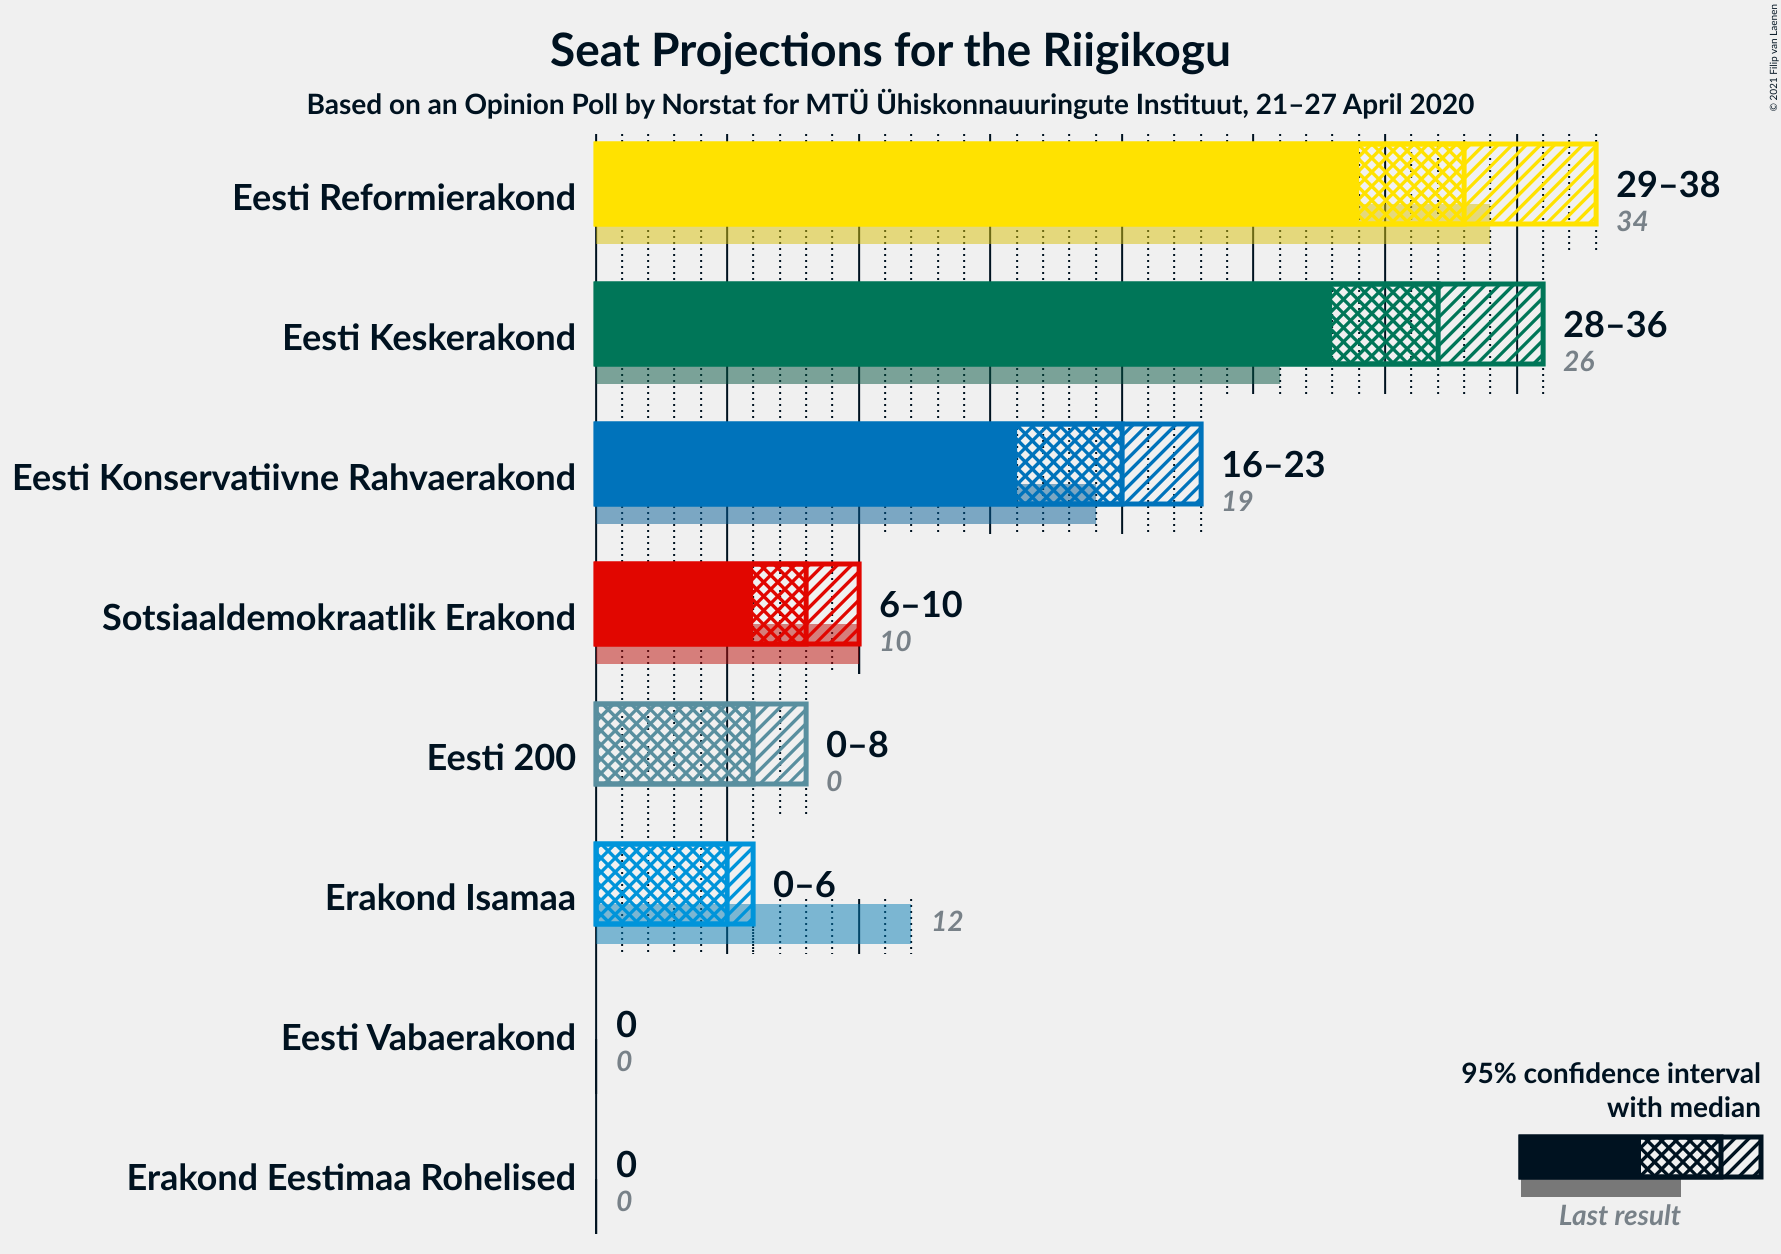 Seat Projections for the Riigikogu
Based on an Opinion Poll by Norstat for MTÜ Ühiskonnauuringute Instituut, 21–27 April 2020
© 2021 Filip van Laenen
Eesti Reformierakond
29–38
34
Eesti Keskerakond
28–36
26
Eesti Konservatiivne Rahvaerakond
16–23
19
Sotsiaaldemokraatlik Erakond
6–10
10
Eesti 200
0–8
0
Erakond Isamaa
0–6
12
Eesti Vabaerakond
0
0
Erakond Eestimaa Rohelised
0
0
95% confidence interval
with median
Last result